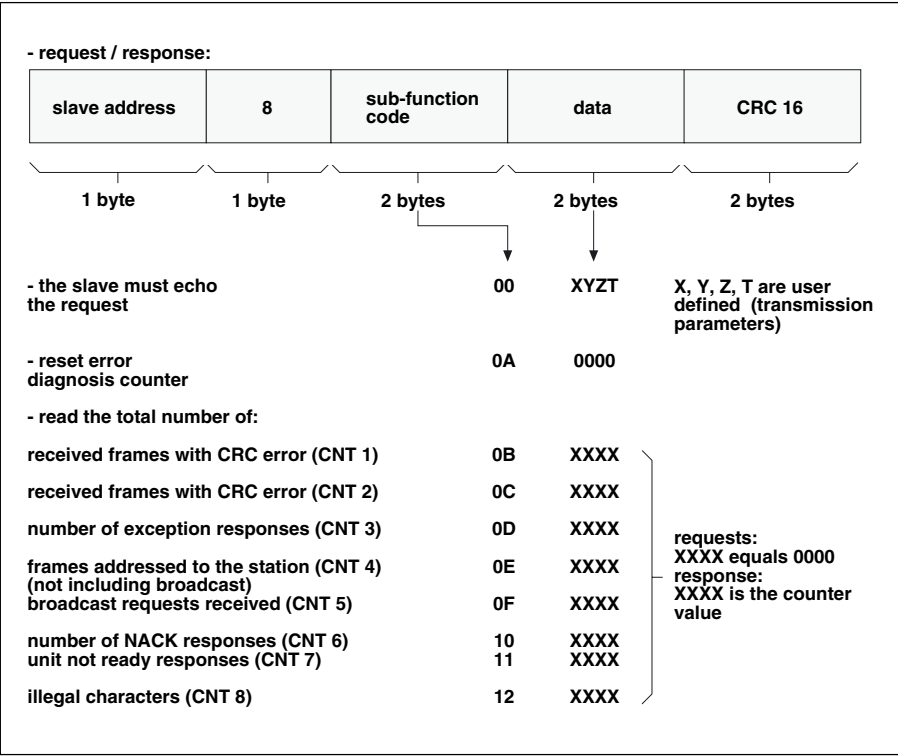 - request / response:
slave address 8 sub-function code data CRC 16
1 byte 1 byte 2 bytes 2 bytes 2 bytes
- the slave must echo 00 XYZT X, Y, Z, T are user
the request defined (transmission
parameters)
- reset error 0A 0000
diagnosis counter
- read the total number of:
received frames with CRC error (CNT 1) 0B XXXX
received frames with CRC error (CNT 2) 0C XXXX
number of exception responses (CNT 3) 0D XXXX
frames addressed to the station (CNT 4) 0E XXXX
(not including broadcast)
broadcast requests received (CNT 5) 0F XXXX
number of NACK responses (CNT 6) 10 XXXX
unit not ready responses (CNT 7) 11 XXXX
illegal characters (CNT 8) 12 XXXX
requests:
XXXX equals 0000
response:
XXXX is the counter
value